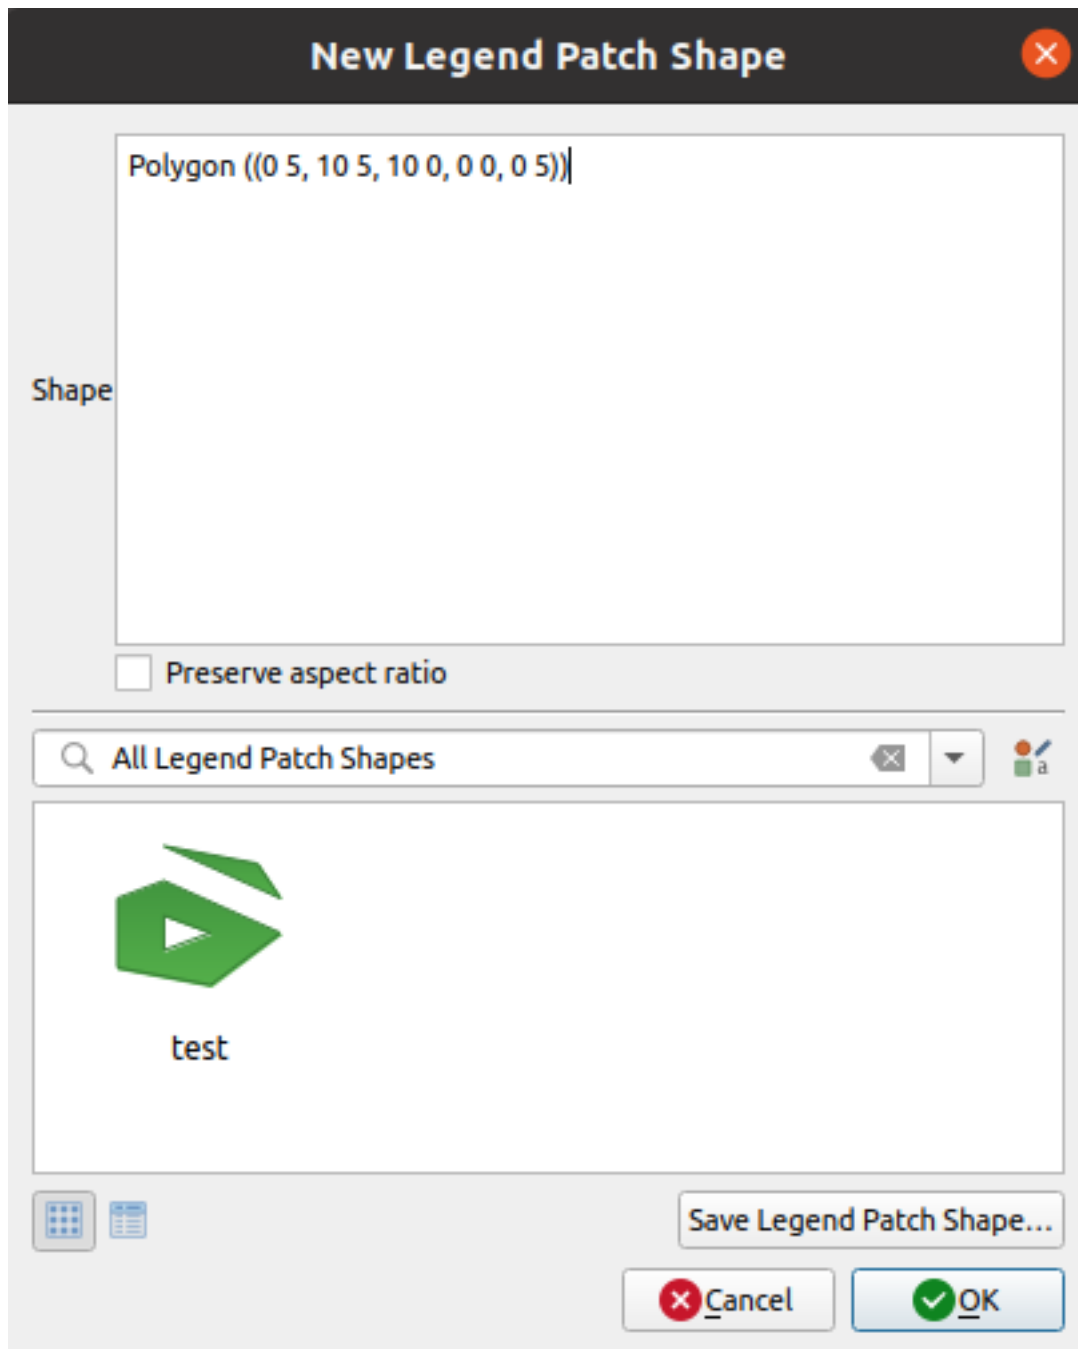 New Legend Patch Shape
Polygon ((0 5, 10 5, 10 0, 0 0, 0 5))
Shape
Preserve aspect ratio
All Legend Patch Shapes
a
test
Save Legend Patch Shape...
Cancel
OK